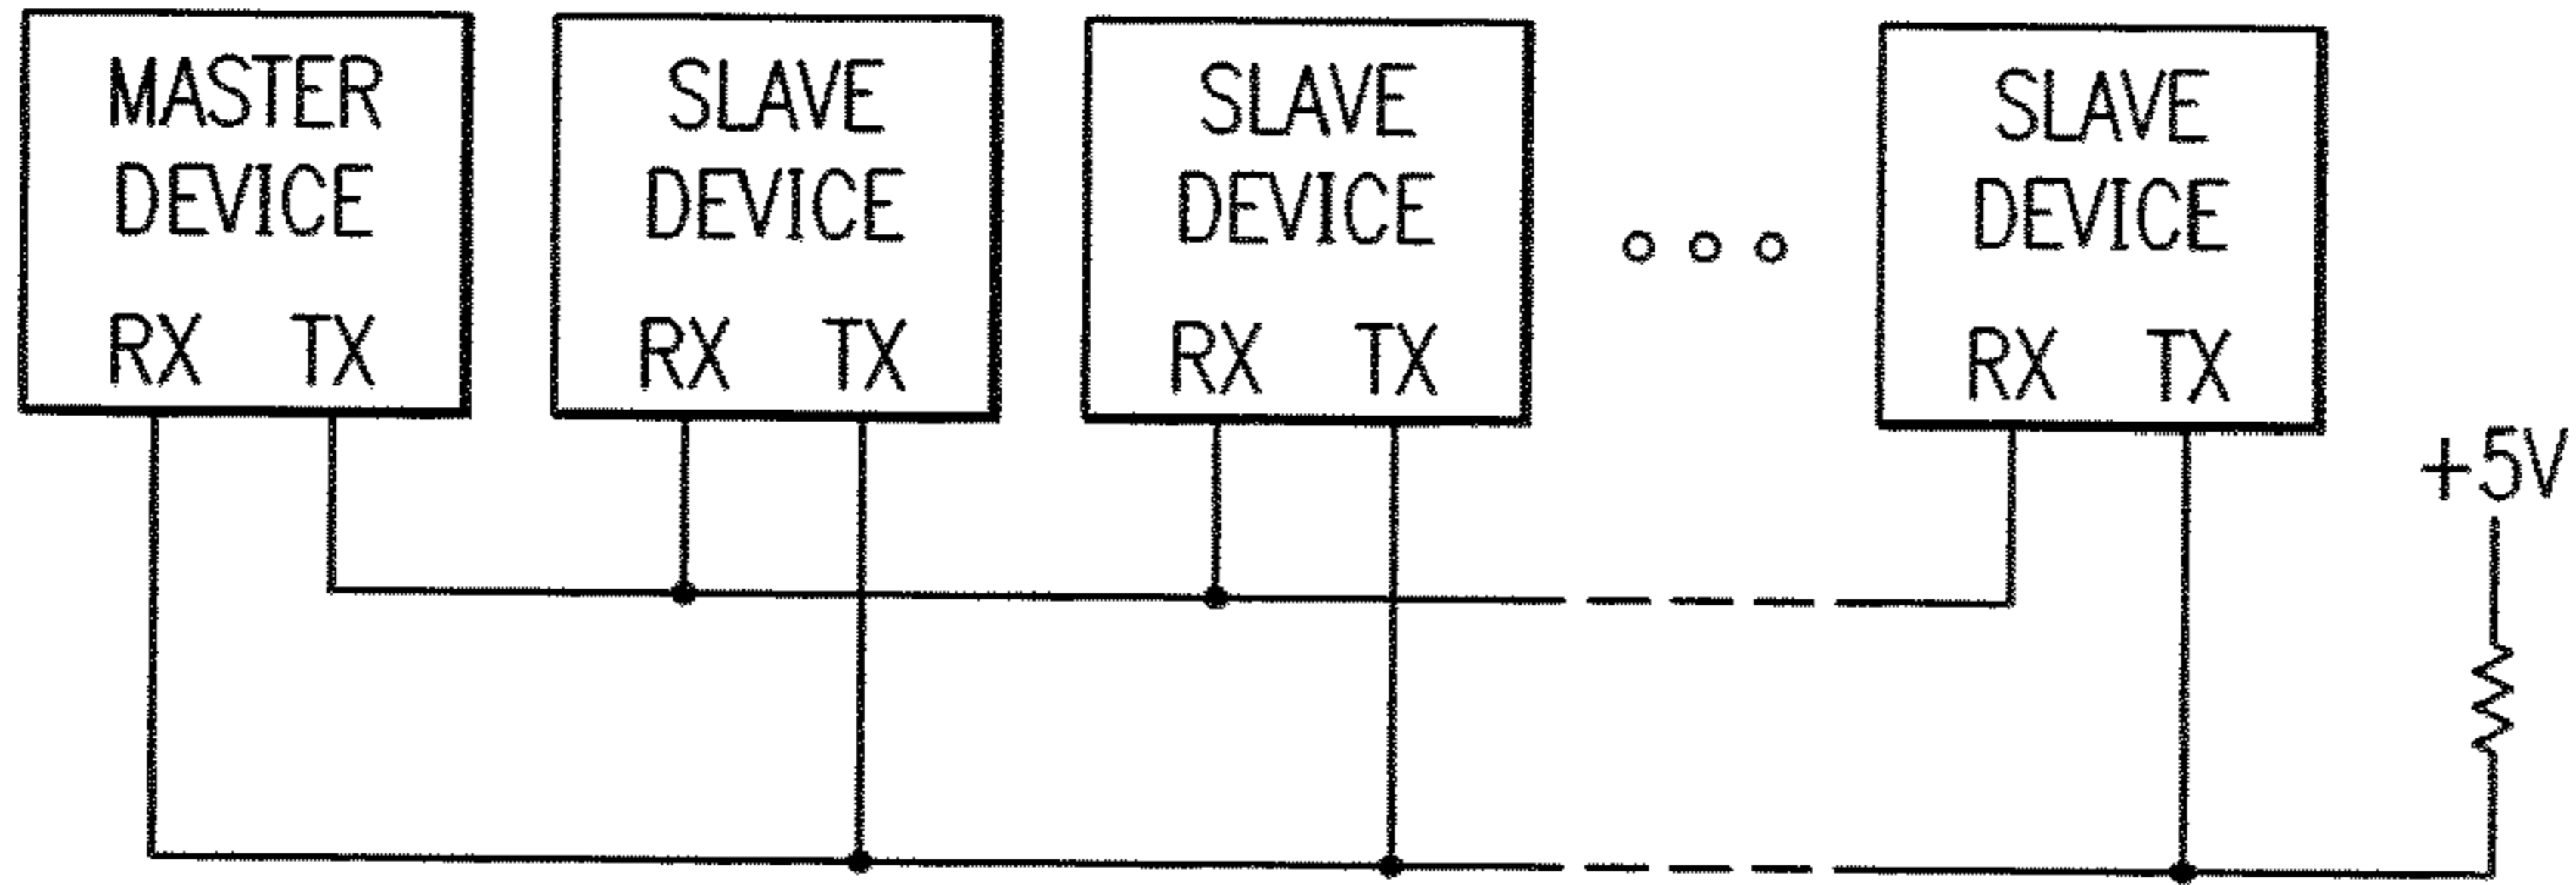 MASTER
DEVICE
RX TX
SLAVE
DEVICE
RX TX
SLAVE
DEVICE
RX TX
SLAVE
DEVICE
RX TX
+5V